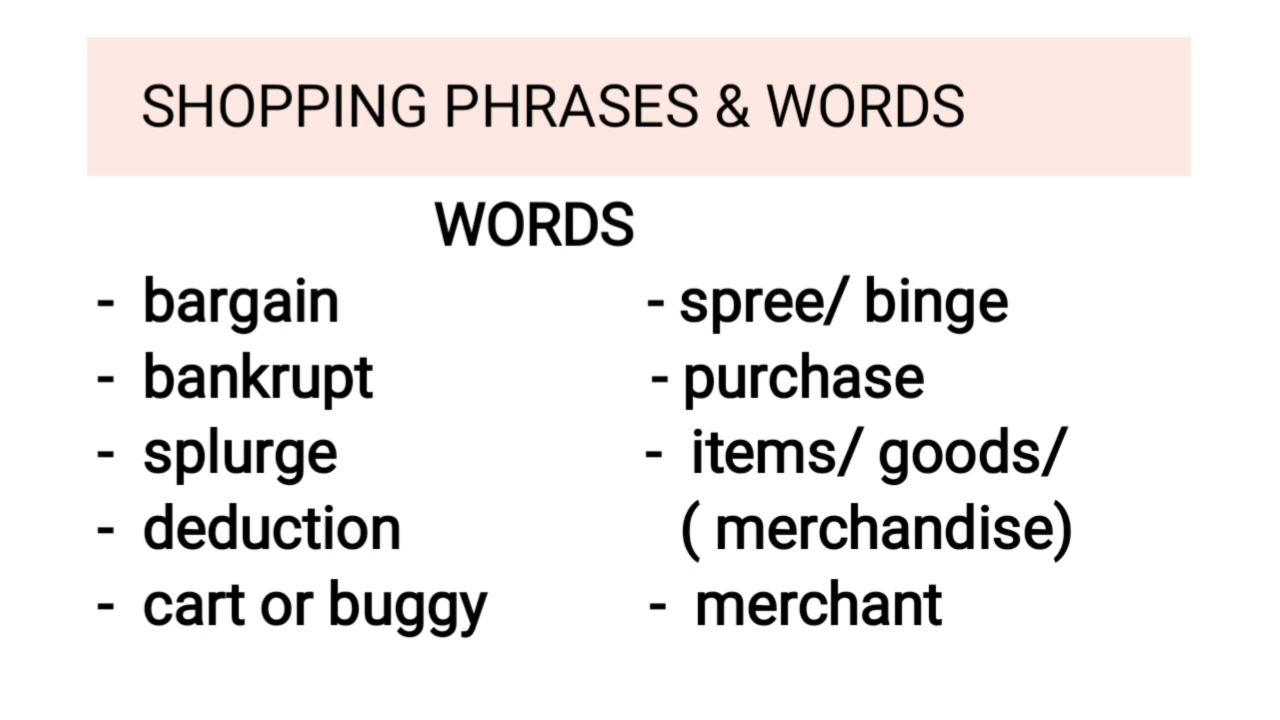 SHOPPING PHRASES & WORDS
WORDS
- bargain
- bankrupt
- splurge
- deduction
- cart or buggy
- spree/ binge
- purchase
- items/ goods/
( merchandise)
- merchant